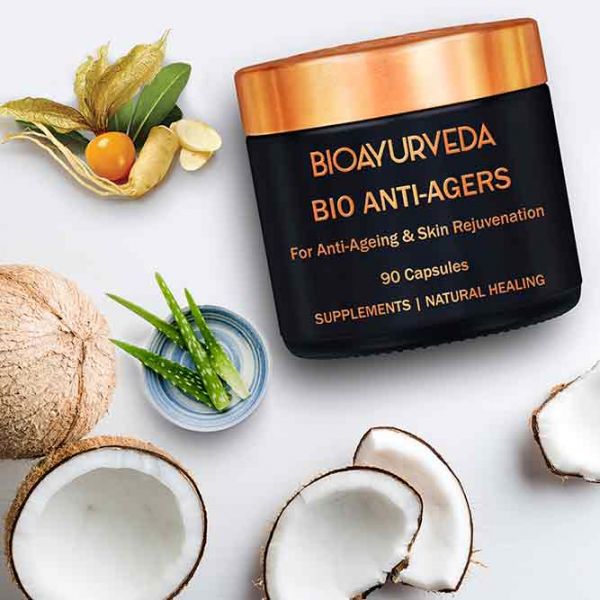 BIOAYURVEDA
BIO ANTI-AGERS
For Anti-Ageing & Skin Rejuvenation
90 Capsules
SUPPLEMENTS | NATURAL HEALING